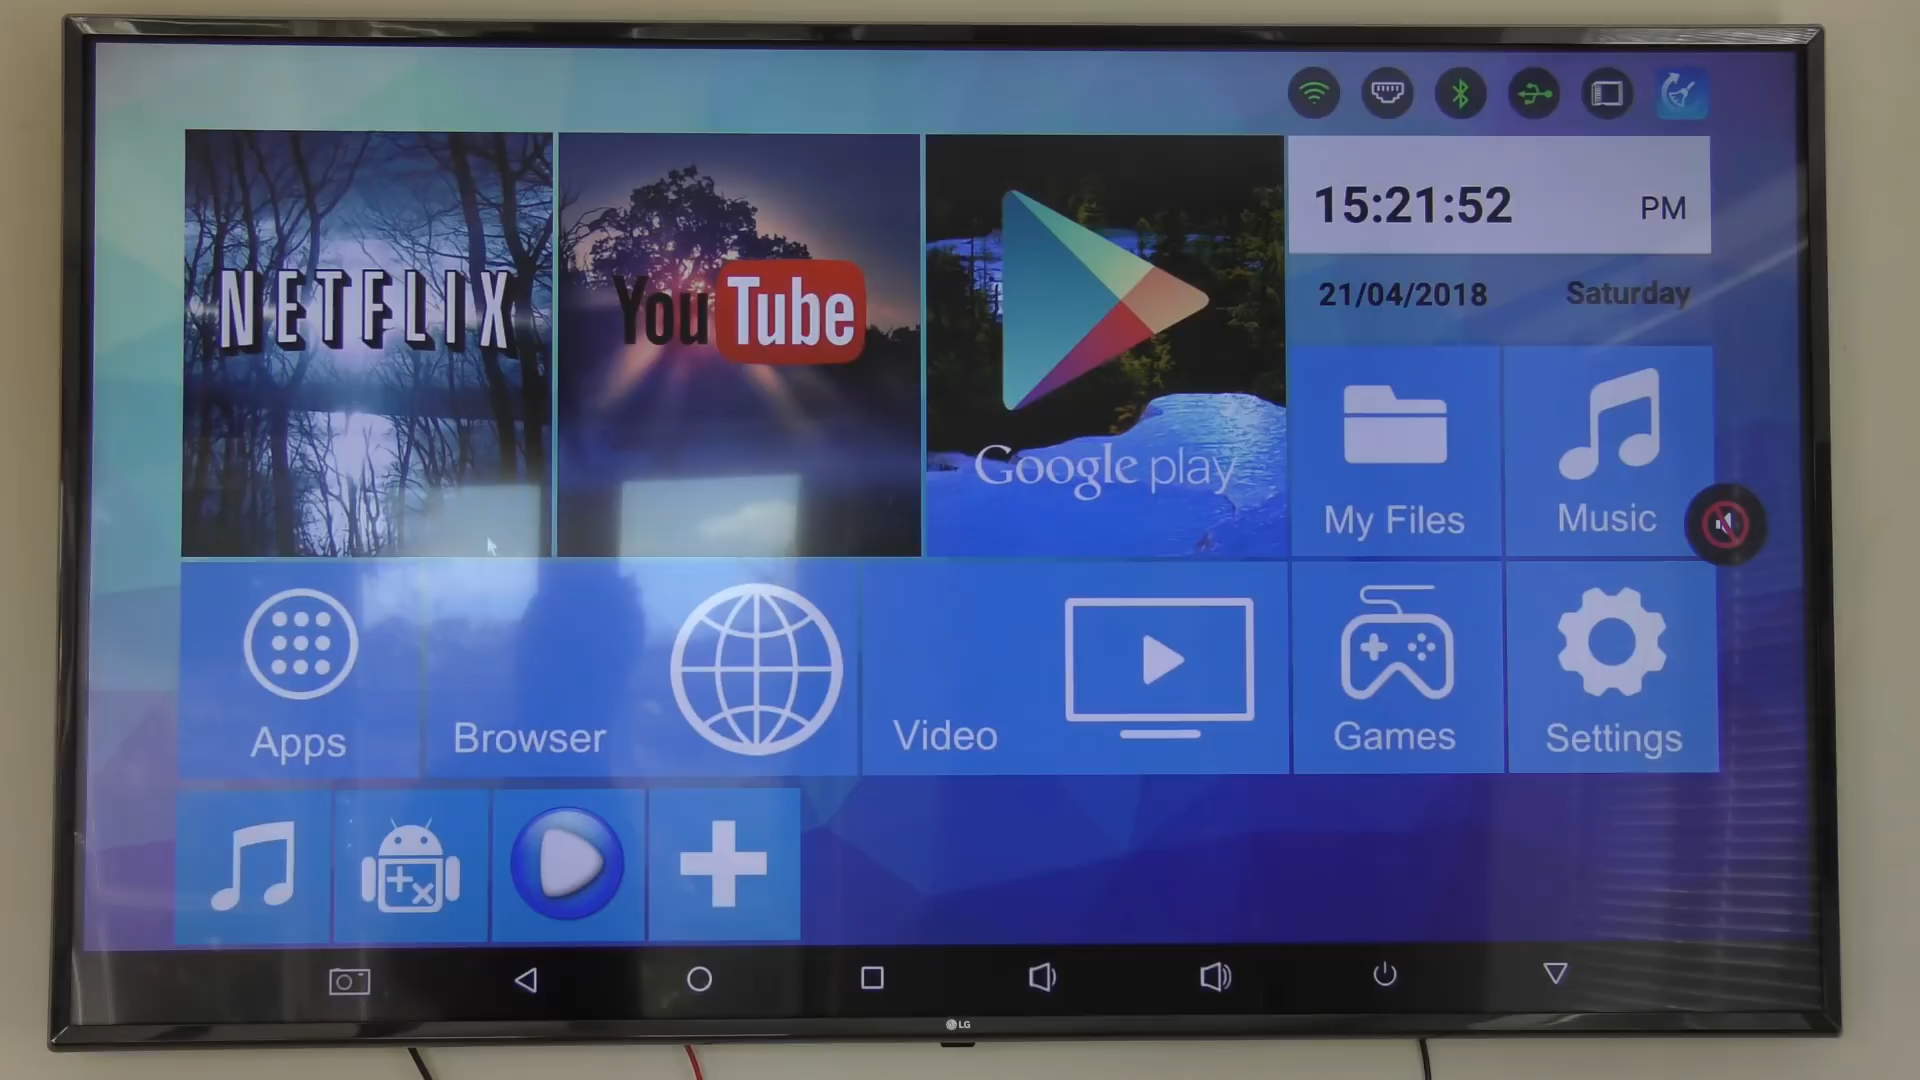 15:21:52 PM
21/04/2018 Saturday
NETFLIX
YouTube
Google play
My Files
Music
Apps
Browser
Video
Games
Settings
LG